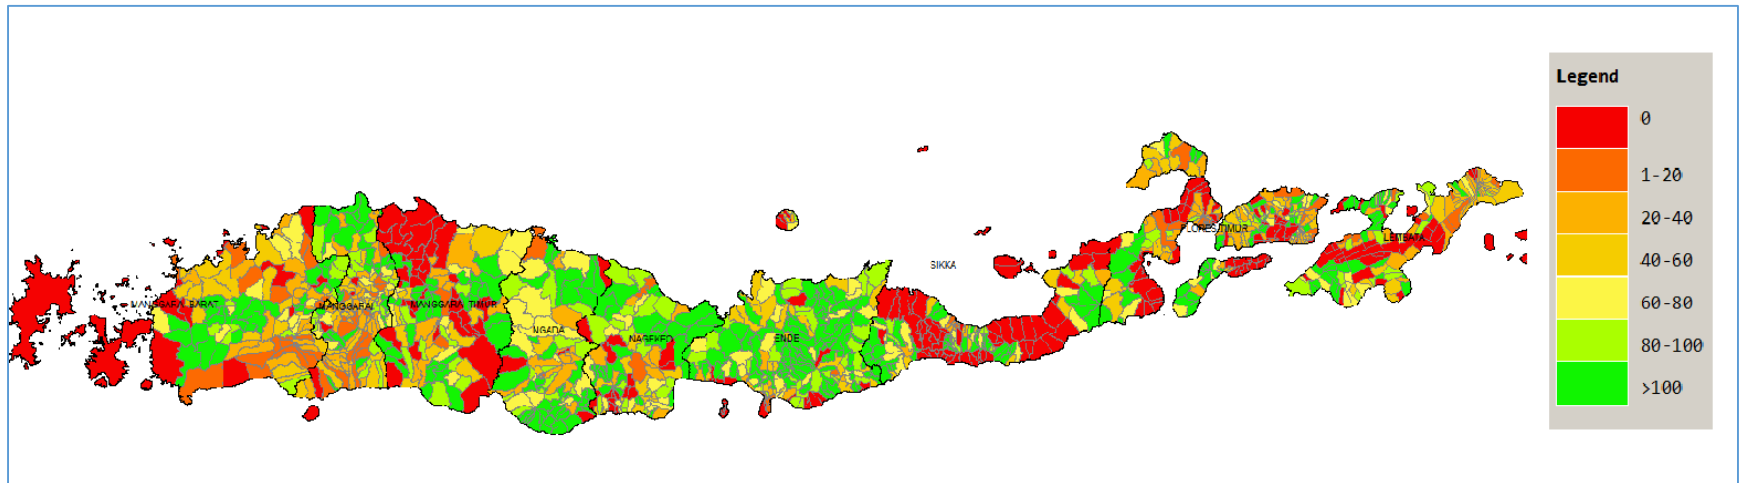 Legend
0
1-20
20-40
40-60
60-80
80-100
>100
SIKKA
FLORES TIMUR
LEMBATA
MANGGARAI BARAT
MANGGARAI
MANGGARAI TIMUR
NGADA
NAGEKEO
ENDE